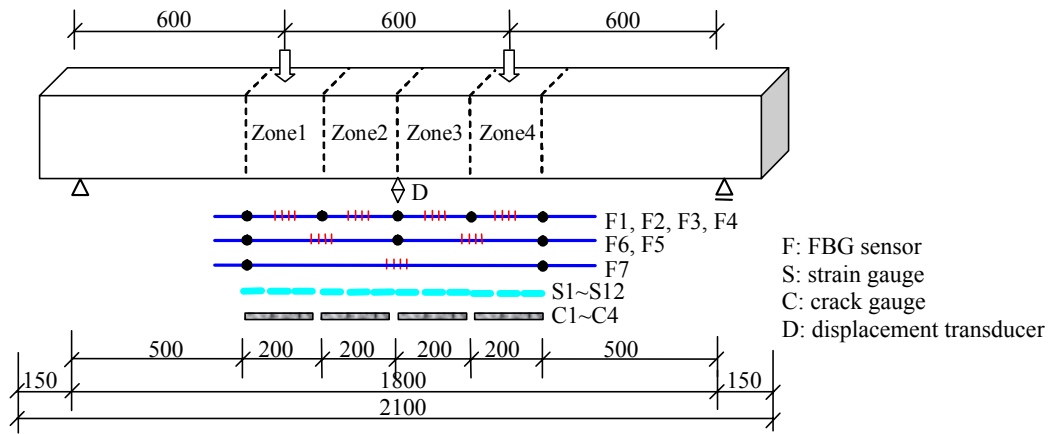 600 600 600
Zone1 Zone2 Zone3 Zone4
D
F1, F2, F3, F4
F6, F5
F7
S1~S12
C1~C4
F: FBG sensor
S: strain gauge
C: crack gauge
D: displacement transducer
500 200 200 200 200 500
150 1800 150
2100